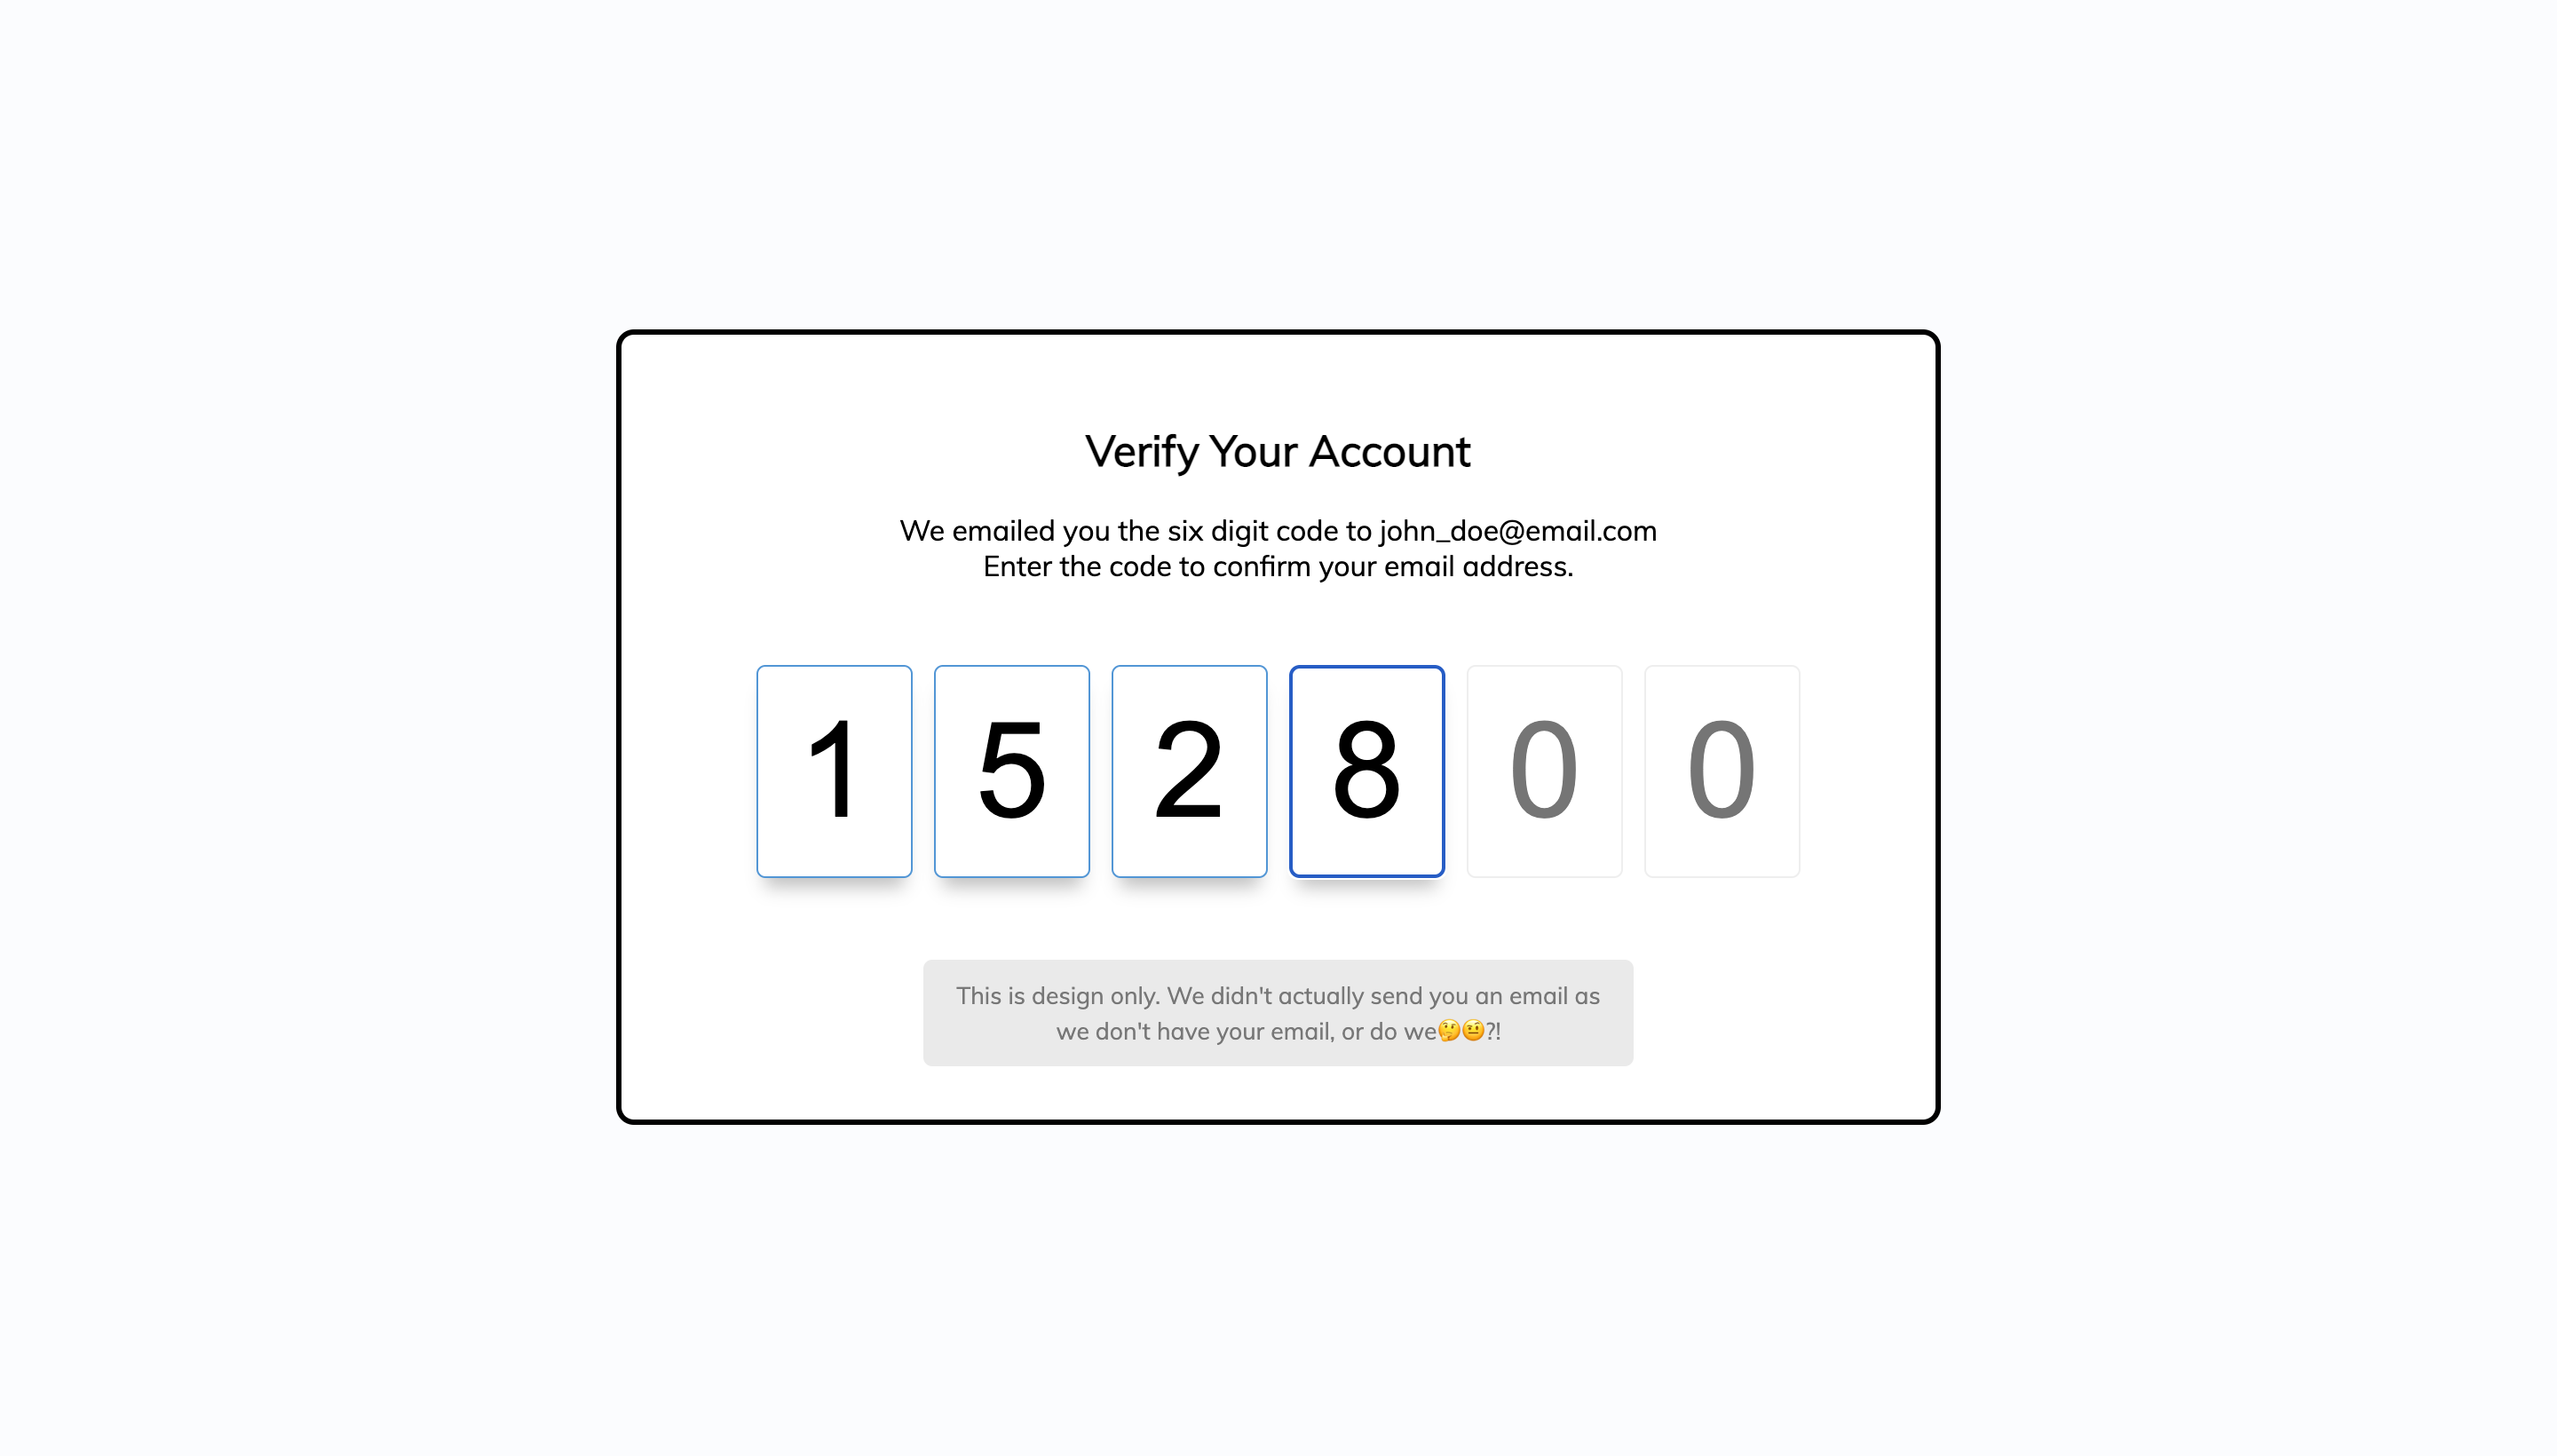 Verify Your Account
We emailed you the six digit code to john_doe@email.com
Enter the code to confirm your email address.
1 5 2 8 0 0
This is design only. We didn't actually send you an email as
we don't have your email, or do we🤔🤨?!